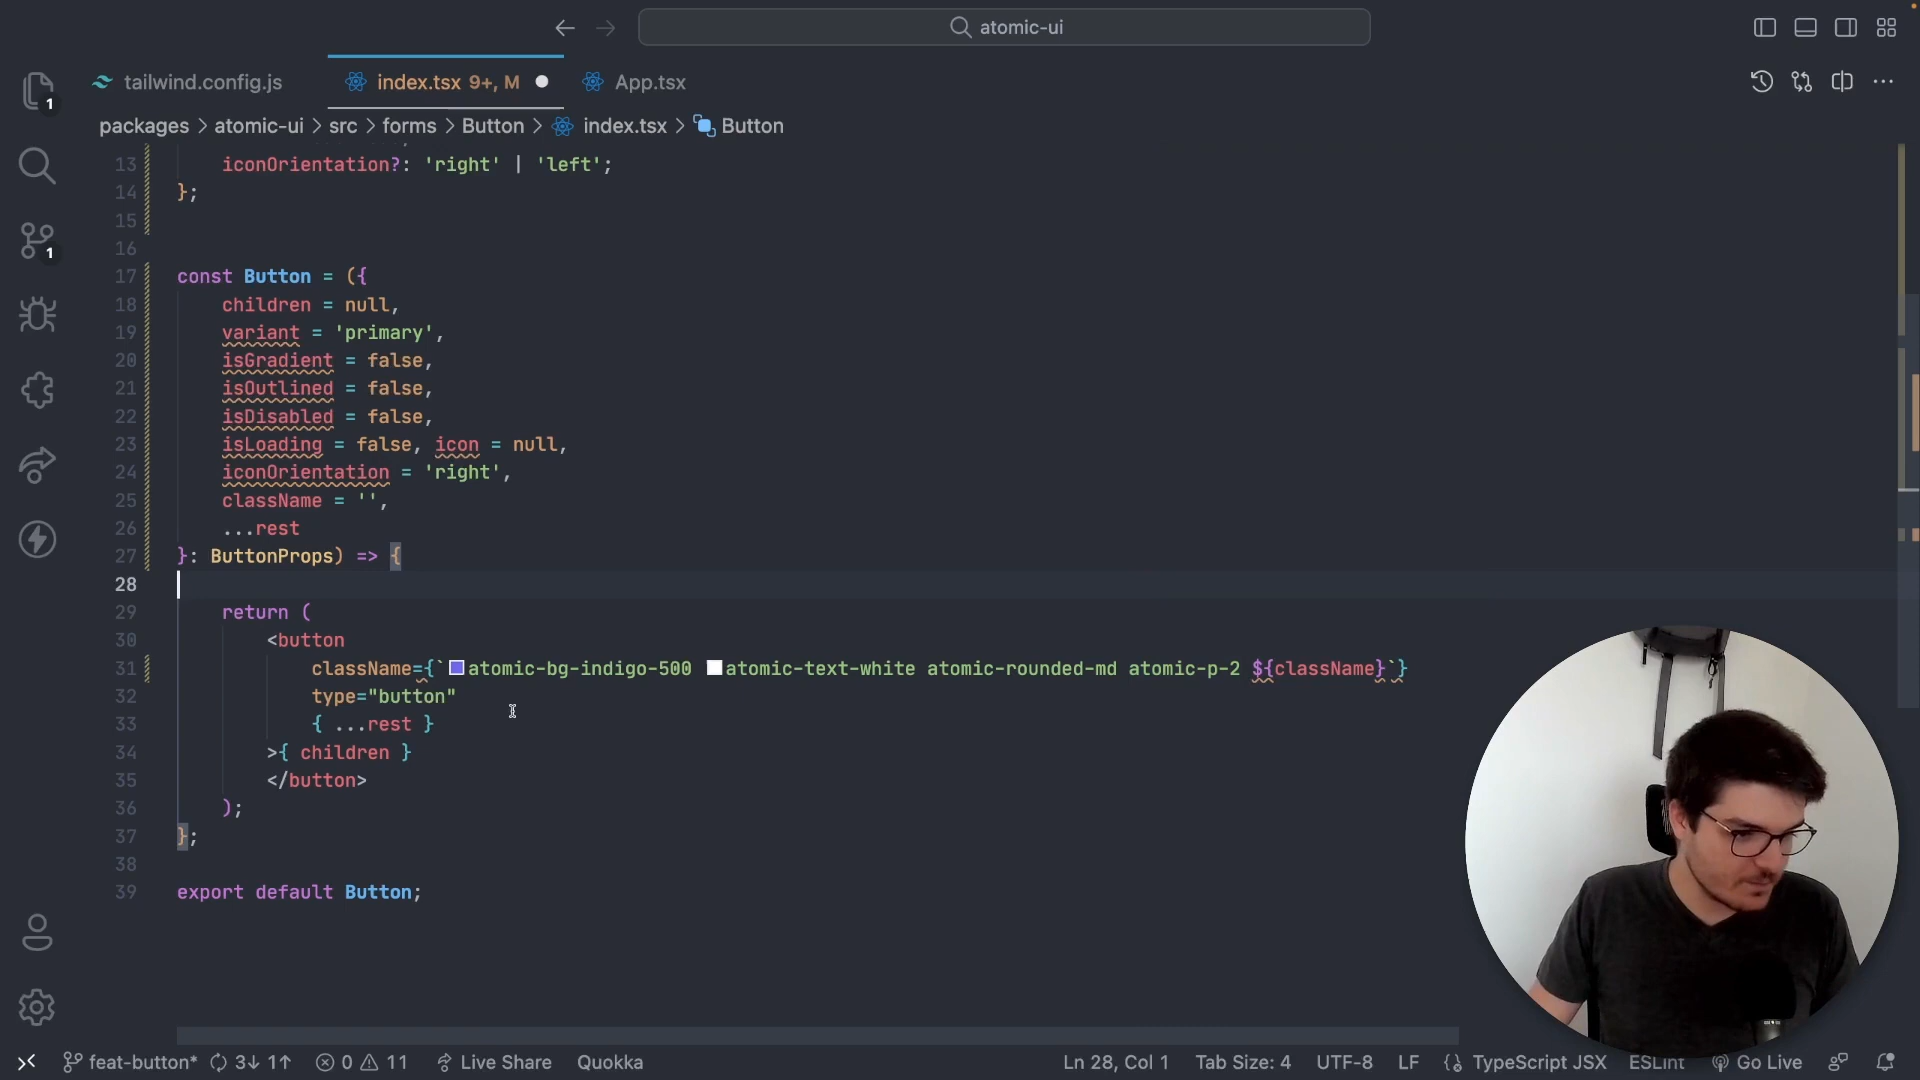 atomic-ui
tailwind.config.js
index.tsx 9+, M
App.tsx
packages > atomic-ui > src > forms > Button > index.tsx > Button
1
1
13 iconOrientation?: 'right' | 'left';
14 };
15
16
17 const Button = ({
18 children = null,
19 variant = 'primary',
20 isGradient = false,
21 isOutlined = false,
22 isDisabled = false,
23 isLoading = false, icon = null,
24 iconOrientation = 'right',
25 className = '',
26 ...rest
27 }: ButtonProps) => {
28
29 return (
30 <button
31 className={`atomic-bg-indigo-500 atomic-text-white atomic-rounded-md atomic-p-2 ${className}`}
32 type="button"
33 { ...rest }
34 >{ children }
35 </button>
36 );
37 };
38
39 export default Button;
feat-button* 3↓ 1↑ 0 11 Live Share Quokka Ln 28, Col 1 Tab Size: 4 UTF-8 LF {} TypeScript JSX ESLint Go Live